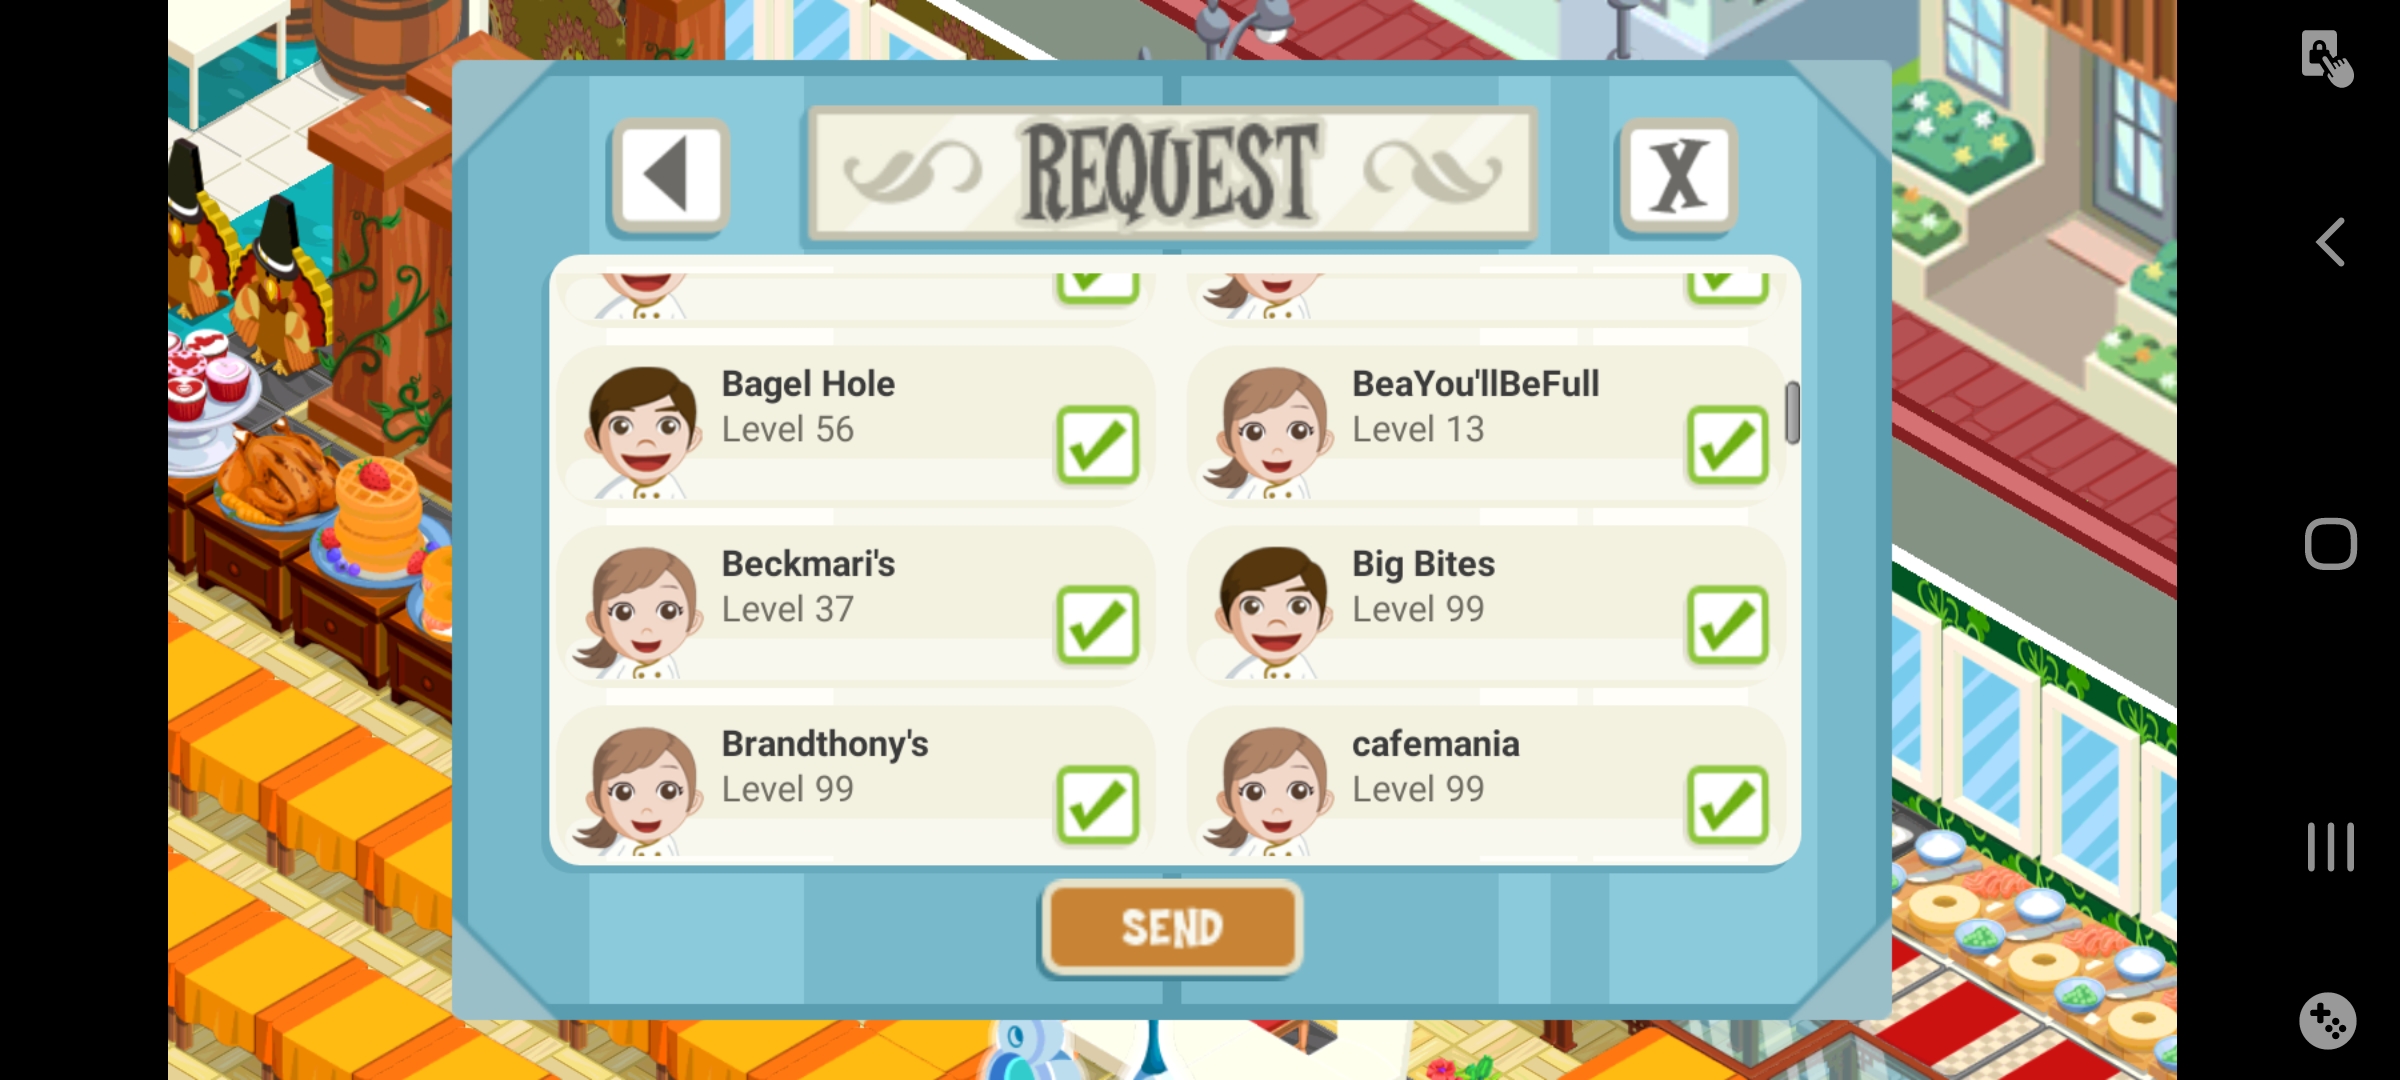 REQUEST
X
Bagel Hole
Level 56
BeaYou'llBeFull
Level 13
Beckmari's
Level 37
Big Bites
Level 99
Brandthony's
Level 99
cafemania
Level 99
SEND